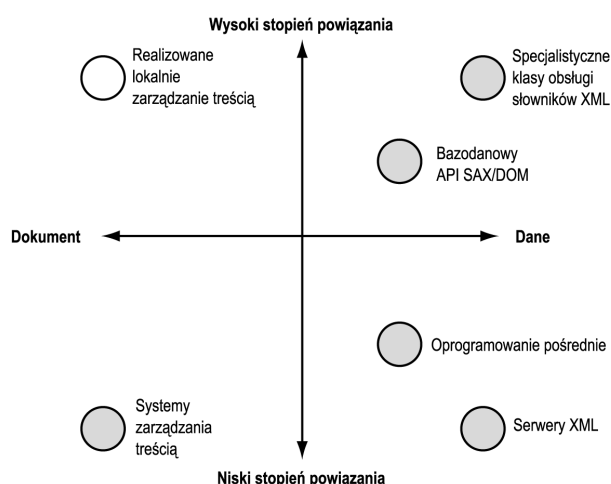 Wysoki stopień powiązania
Realizowane
lokalnie
zarządzanie treścią
Specjalistyczne
klasy obsługi
słowników XML
Bazodanowy
API SAX/DOM
Dokument
Dane
Oprogramowanie pośrednie
Systemy
zarządzania
treścią
Serwery XML
Niski stopień powiązania